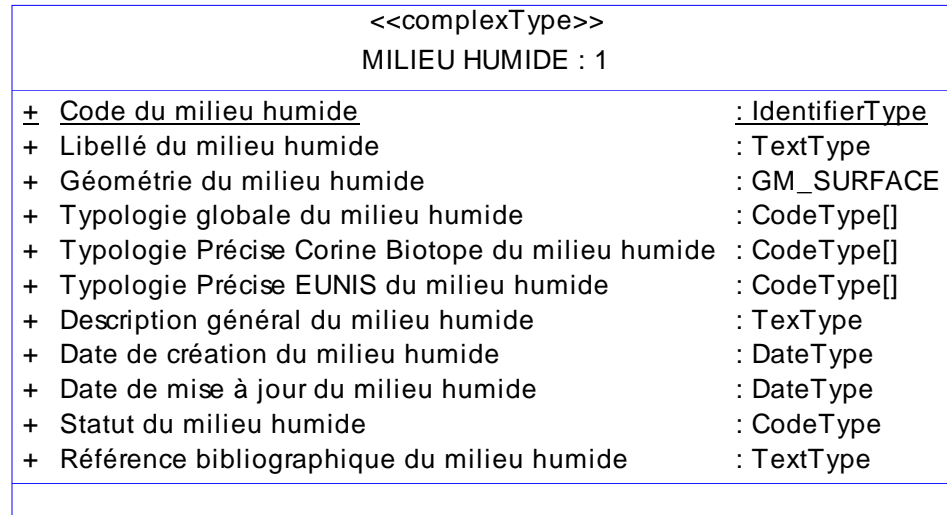 <<complexType>>
MILIEU HUMIDE : 1
+ Code du milieu humide : IdentifierType
+ Libellé du milieu humide : TextType
+ Géométrie du milieu humide : GM_SURFACE
+ Typologie globale du milieu humide : CodeType[]
+ Typologie Précise Corine Biotope du milieu humide : CodeType[]
+ Typologie Précise EUNIS du milieu humide : CodeType[]
+ Description général du milieu humide : TexType
+ Date de création du milieu humide : DateType
+ Date de mise à jour du milieu humide : DateType
+ Statut du milieu humide : CodeType
+ Référence bibliographique du milieu humide : TextType